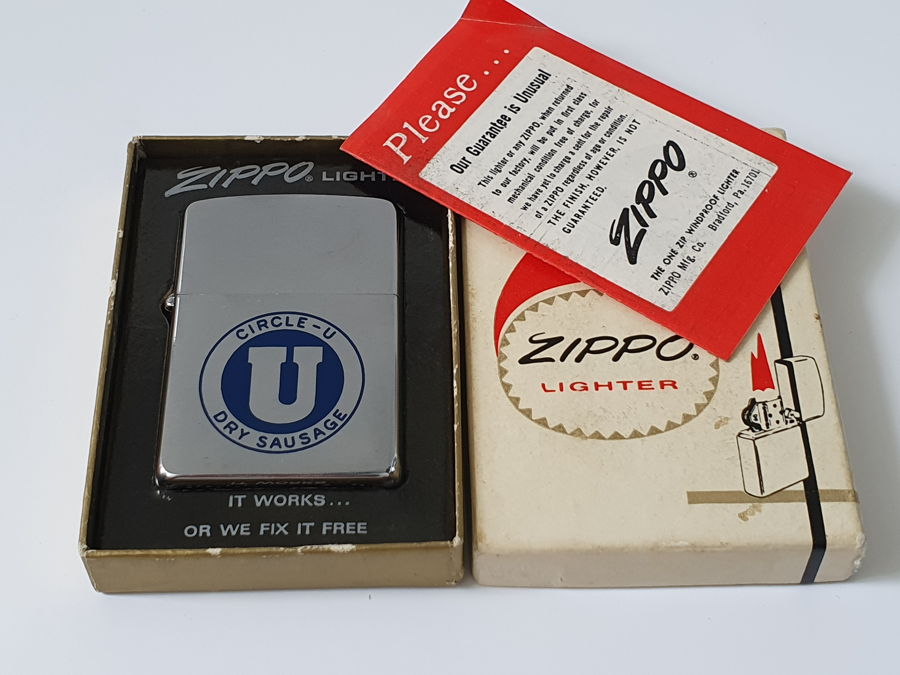 ZIPPO® LIGHT
CIRCLE-U
U
DRY SAUSAGE
IT WORKS...
OR WE FIX IT FREE
Please...
Our Guarantee is Unusual
This lighter or any ZIPPO, when returned
to our factory, will be put in first class
mechanical condition free of charge, for
we have yet to charge a cent for the repair
of a ZIPPO regardless of age or condition.
THE FINISH, HOWEVER, IS NOT
GUARANTEED.
ZIPPO®
THE ONE ZIP WINDPROOF LIGHTER
ZIPPO Mfg. Co. Bradford, Pa. 16701
ZIPPO®
LIGHTER